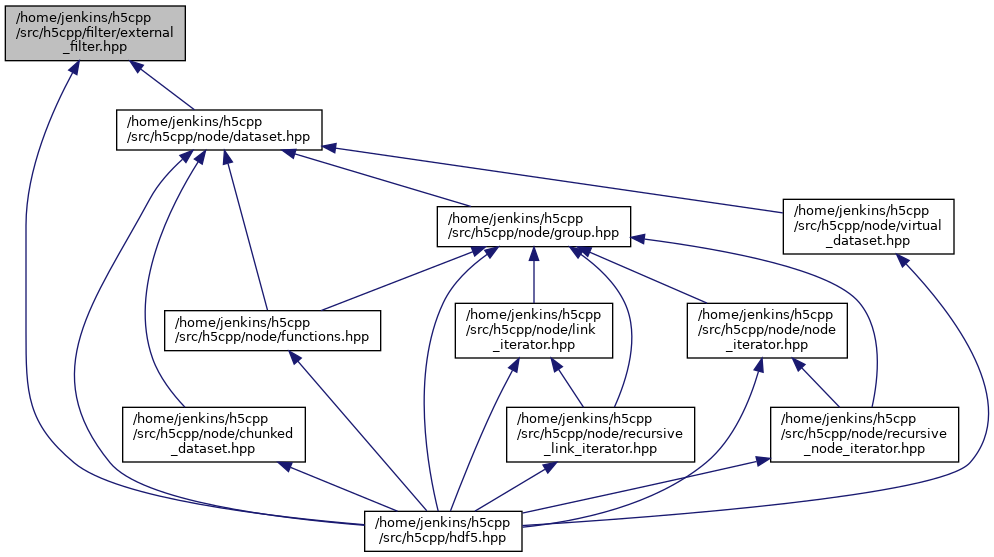 /home/jenkins/h5cpp
/src/h5cpp/filter/external
_filter.hpp
/home/jenkins/h5cpp
/src/h5cpp/node/dataset.hpp
/home/jenkins/h5cpp
/src/h5cpp/node/group.hpp
/home/jenkins/h5cpp
/src/h5cpp/node/virtual
_dataset.hpp
/home/jenkins/h5cpp
/src/h5cpp/node/functions.hpp
/home/jenkins/h5cpp
/src/h5cpp/node/link
_iterator.hpp
/home/jenkins/h5cpp
/src/h5cpp/node/node
_iterator.hpp
/home/jenkins/h5cpp
/src/h5cpp/node/chunked
_dataset.hpp
/home/jenkins/h5cpp
/src/h5cpp/node/recursive
_link_iterator.hpp
/home/jenkins/h5cpp
/src/h5cpp/node/recursive
_node_iterator.hpp
/home/jenkins/h5cpp
/src/h5cpp/hdf5.hpp